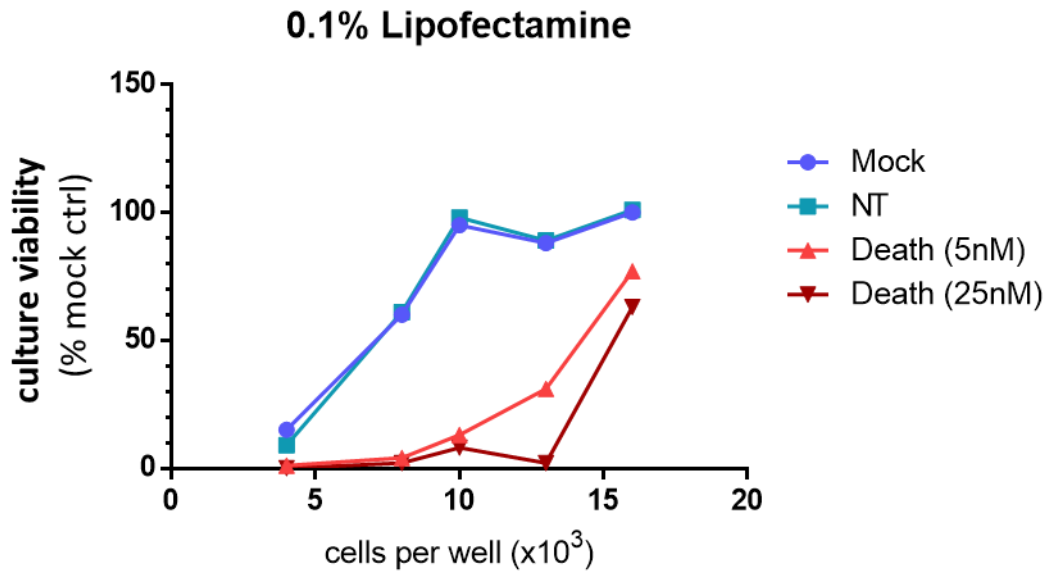 0.1% Lipofectamine
culture viability
(% mock ctrl)
150
100
50
0
0 5 10 15 20
cells per well (x10³)
Mock
NT
Death (5nM)
Death (25nM)